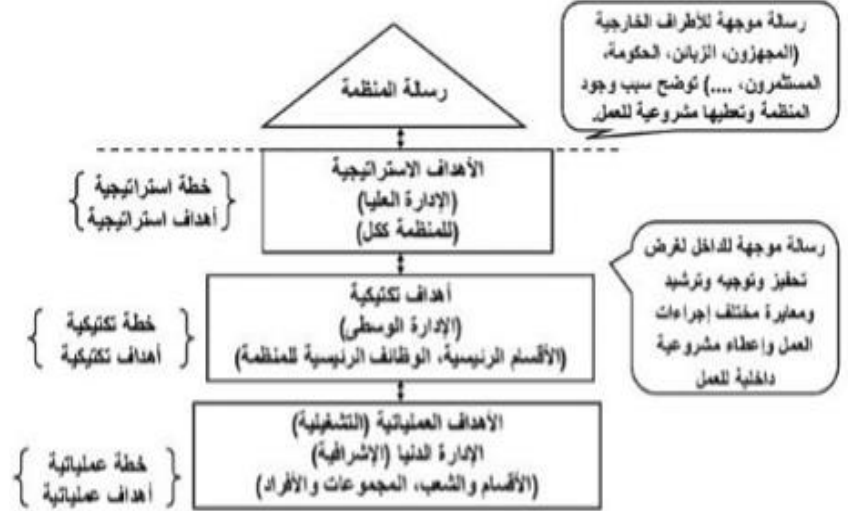 رسالة موجهة للأطراف الخارجية
(المجهزون، الزبائن، الحكومة،
المستثمرون، ....) توضح سبب وجود
المنظمة وتعطيها مشروعية للعمل.
رسالة المنظمة
الأهداف الاستراتيجية
(الإدارة العليا)
(للمنظمة ككل)
خطة استراتيجية
أهداف استراتيجية
رسالة موجهة للداخل لغرض
تحفيز وتوجيه وترشيد
ومعايرة مختلف إجراءات
العمل وإعطاء مشروعية
داخلية للعمل
أهداف تكتيكية
(الإدارة الوسطى)
(الأقسام الرئيسية، الوظائف الرئيسية للمنظمة)
خطة تكتيكية
أهداف تكتيكية
الأهداف العملياتية (التشغيلية)
الإدارة الدنيا (الإشرافية)
(الأقسام والشعب، المجموعات والأفراد)
خطة عملياتية
أهداف عملياتية